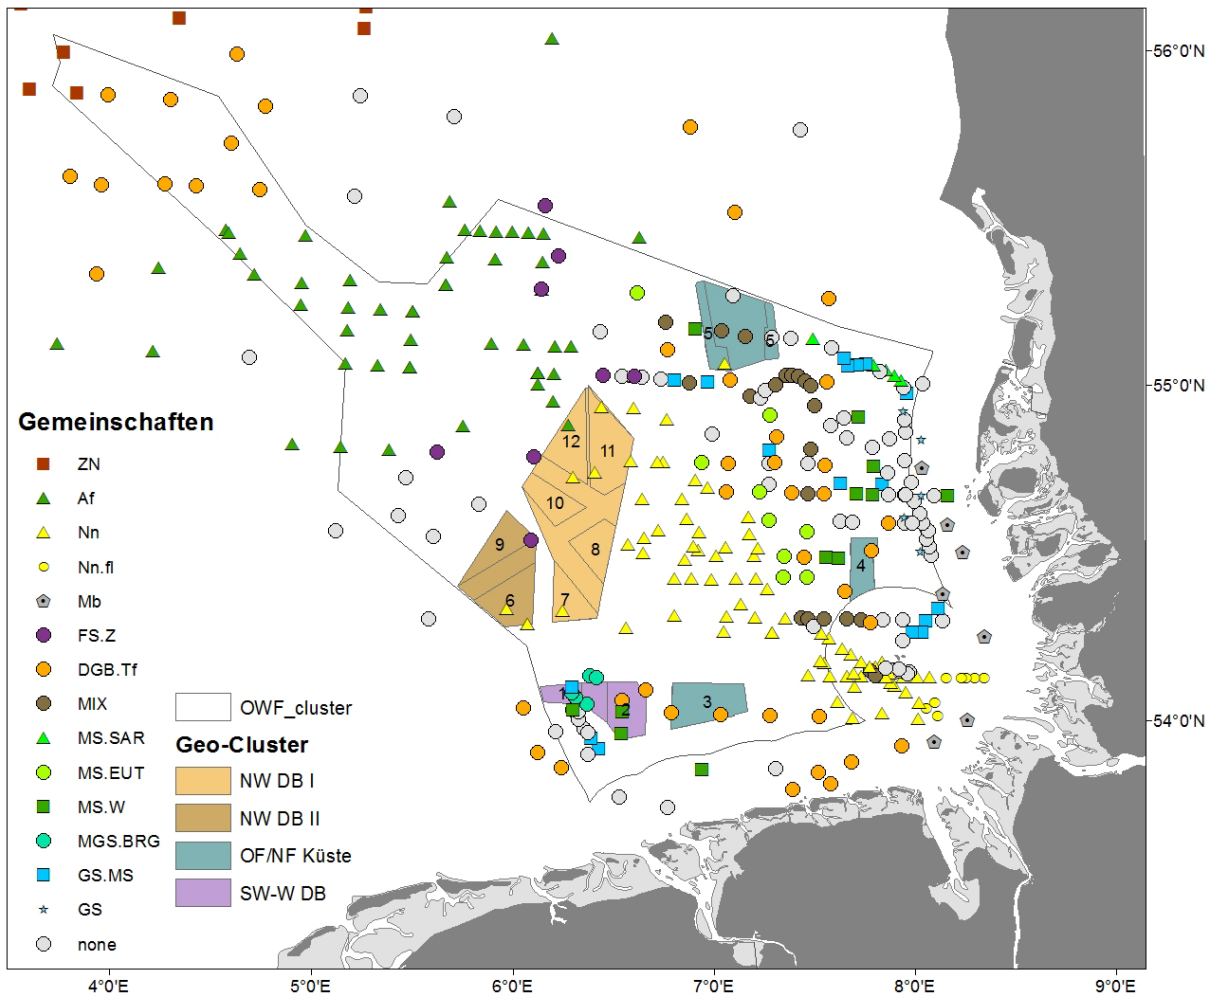 56°0'N
5
5
55°0'N
Gemeinschaften
ZN
Af
Nn
Nn.fl
Mb
FS.Z
DGB.Tf
MIX
MS.SAR
MS.EUT
MS.W
MGS.BRG
GS.MS
GS
none
12
11
10
9
8
7
6
4
1
2
3
54°0'N
OWF_cluster
Geo-Cluster
NW DB I
NW DB II
OF/NF Küste
SW-W DB
4°0'E
5°0'E
6°0'E
7°0'E
8°0'E
9°0'E